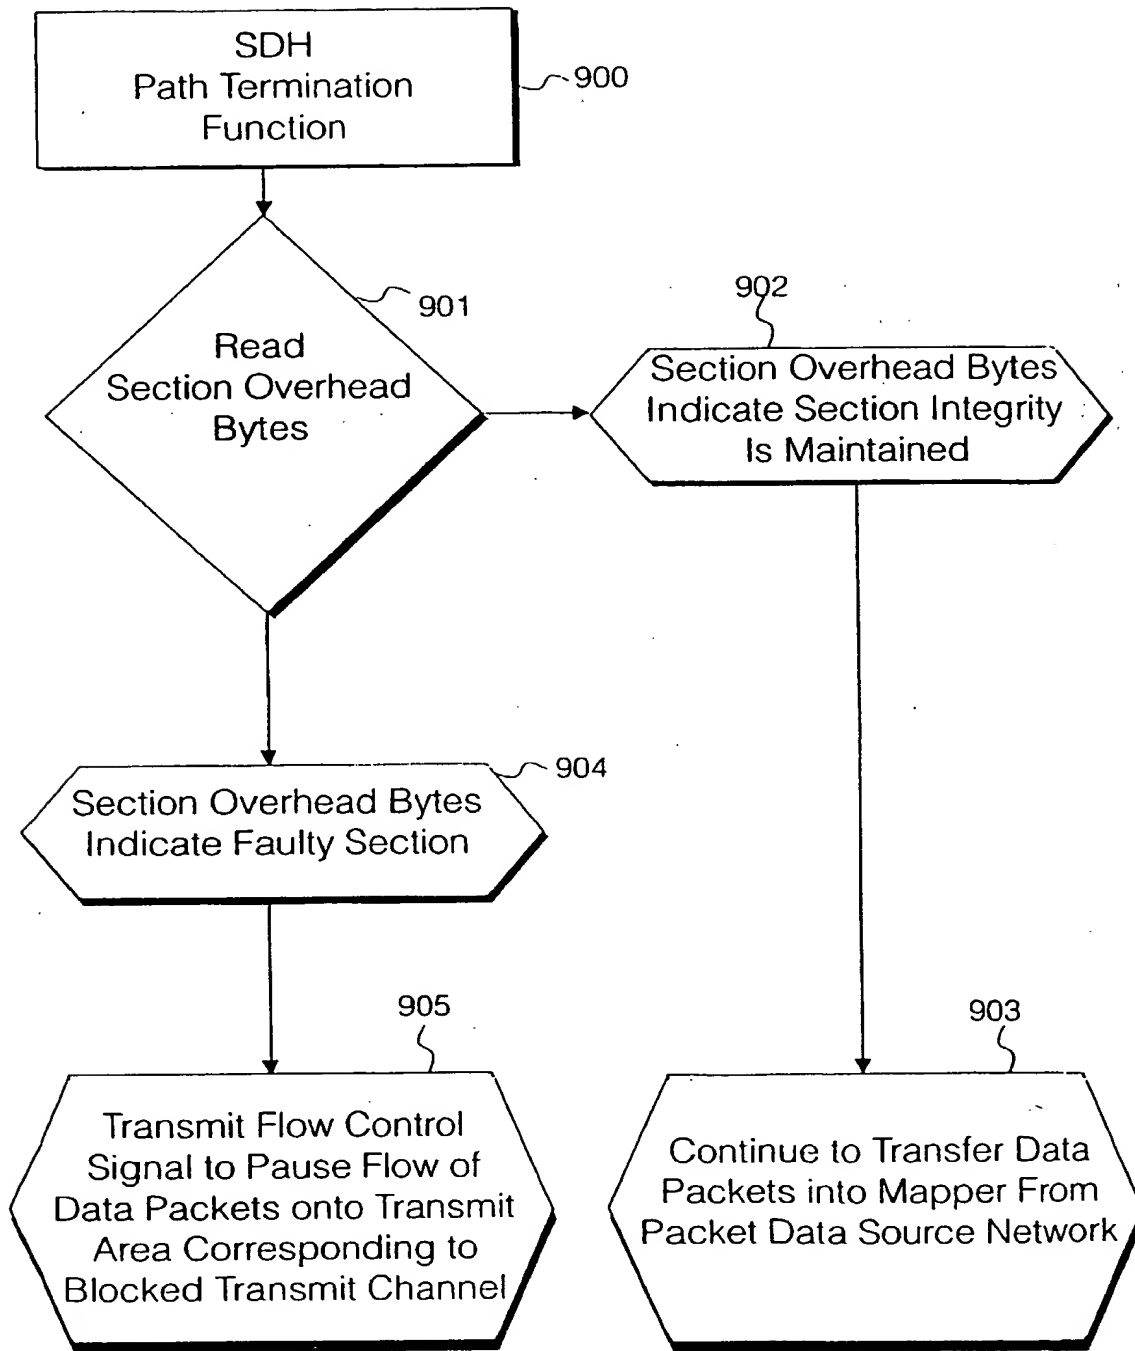 SDH
Path Termination
Function
900
901
Read
Section Overhead
Bytes
902
Section Overhead Bytes
Indicate Section Integrity
Is Maintained
904
Section Overhead Bytes
Indicate Faulty Section
905
Transmit Flow Control
Signal to Pause Flow of
Data Packets onto Transmit
Area Corresponding to
Blocked Transmit Channel
903
Continue to Transfer Data
Packets into Mapper From
Packet Data Source Network